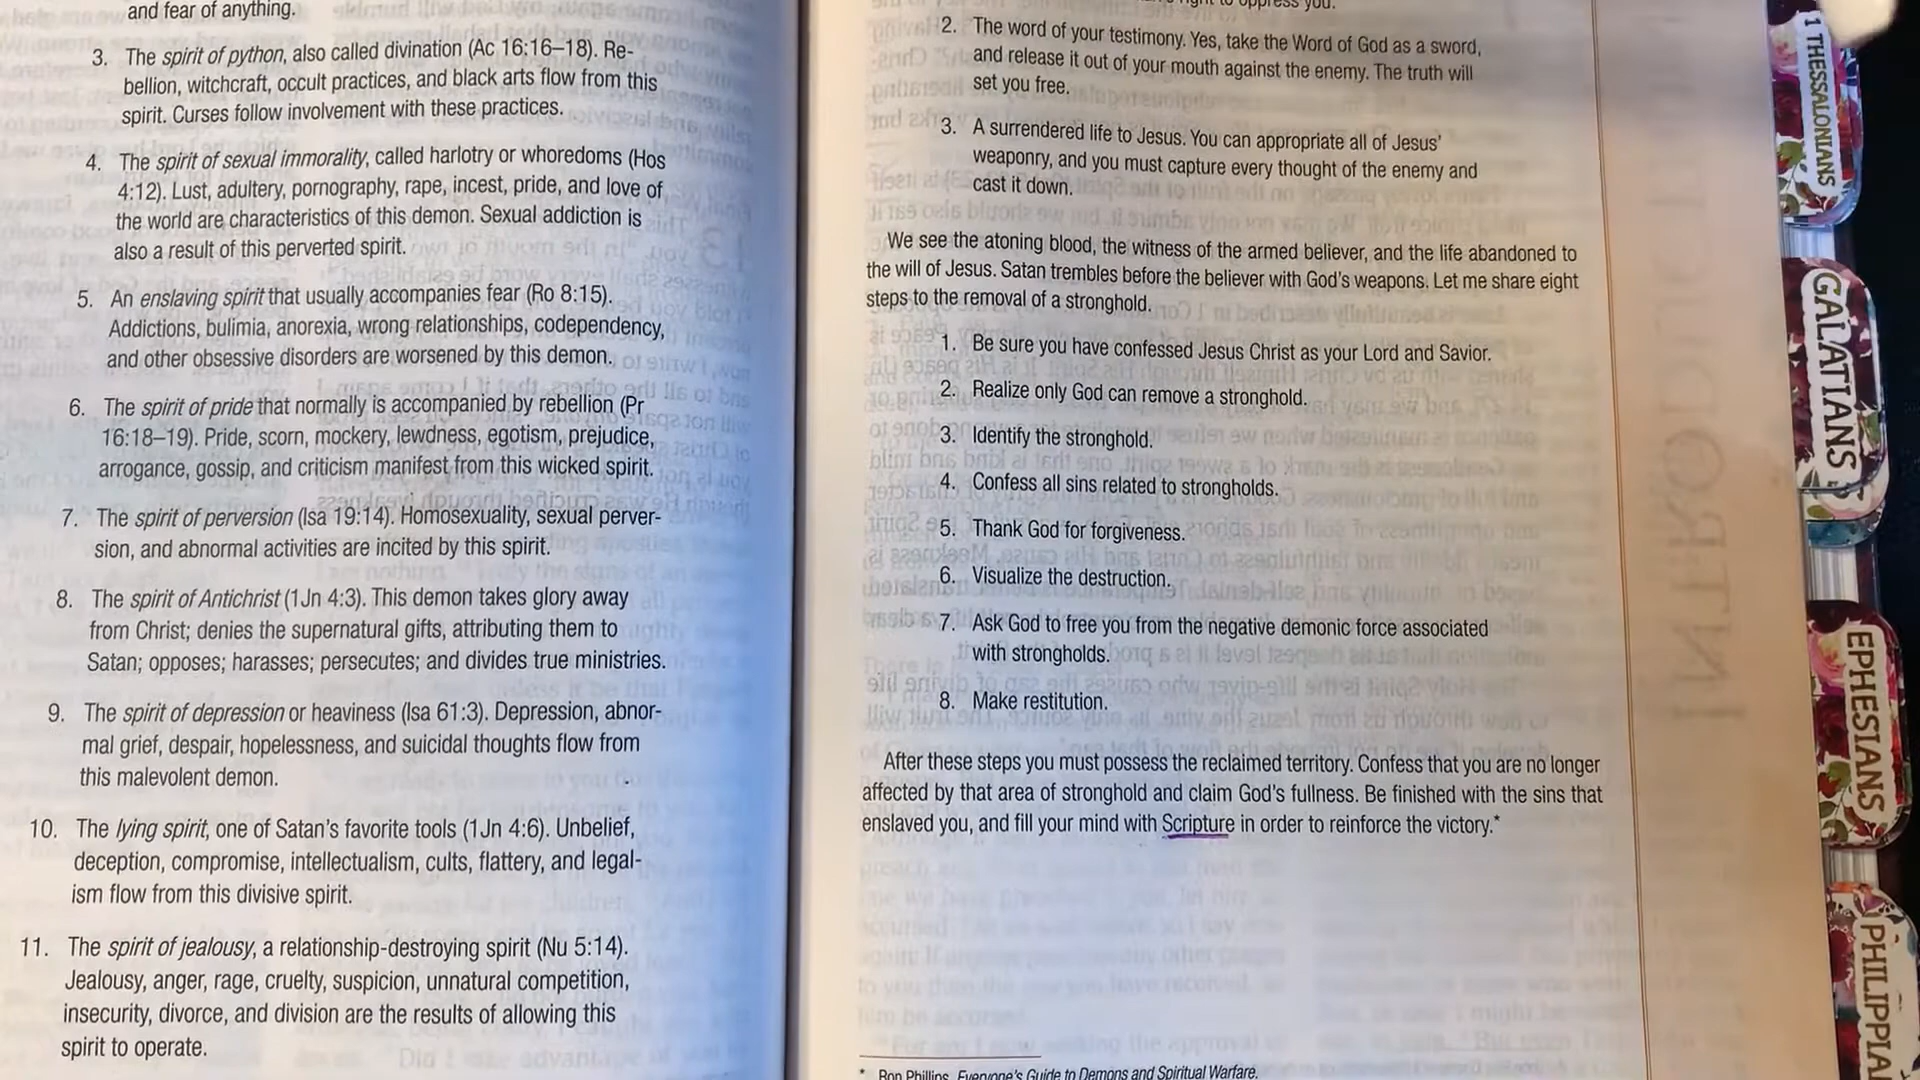 and fear of anything.
3. The spirit of python, also called divination (Ac 16:16–18). Re-
bellion, witchcraft, occult practices, and black arts flow from this
spirit. Curses follow involvement with these practices.
4. The spirit of sexual immorality, called harlotry or whoredoms (Hos
4:12). Lust, adultery, pornography, rape, incest, pride, and love of
the world are characteristics of this demon. Sexual addiction is
also a result of this perverted spirit.
5. An enslaving spirit that usually accompanies fear (Ro 8:15).
Addictions, bulimia, anorexia, wrong relationships, codependency,
and other obsessive disorders are worsened by this demon.
6. The spirit of pride that normally is accompanied by rebellion (Pr
16:18–19). Pride, scorn, mockery, lewdness, egotism, prejudice,
arrogance, gossip, and criticism manifest from this wicked spirit.
7. The spirit of perversion (Isa 19:14). Homosexuality, sexual perver-
sion, and abnormal activities are incited by this spirit.
8. The spirit of Antichrist (1Jn 4:3). This demon takes glory away
from Christ; denies the supernatural gifts, attributing them to
Satan; opposes; harasses; persecutes; and divides true ministries.
9. The spirit of depression or heaviness (Isa 61:3). Depression, abnor-
mal grief, despair, hopelessness, and suicidal thoughts flow from
this malevolent demon.
10. The lying spirit, one of Satan's favorite tools (1Jn 4:6). Unbelief,
deception, compromise, intellectualism, cults, flattery, and legal-
ism flow from this divisive spirit.
11. The spirit of jealousy, a relationship-destroying spirit (Nu 5:14).
Jealousy, anger, rage, cruelty, suspicion, unnatural competition,
insecurity, divorce, and division are the results of allowing this
spirit to operate.
to oppress you.
2. The word of your testimony. Yes, take the Word of God as a sword,
and release it out of your mouth against the enemy. The truth will
set you free.
3. A surrendered life to Jesus. You can appropriate all of Jesus'
weaponry, and you must capture every thought of the enemy and
cast it down.
We see the atoning blood, the witness of the armed believer, and the life abandoned to
the will of Jesus. Satan trembles before the believer with God's weapons. Let me share eight
steps to the removal of a stronghold.
1. Be sure you have confessed Jesus Christ as your Lord and Savior.
2. Realize only God can remove a stronghold.
3. Identify the stronghold.
4. Confess all sins related to strongholds.
5. Thank God for forgiveness.
6. Visualize the destruction.
7. Ask God to free you from the negative demonic force associated
with strongholds.
8. Make restitution.
After these steps you must possess the reclaimed territory. Confess that you are no longer
affected by that area of stronghold and claim God's fullness. Be finished with the sins that
enslaved you, and fill your mind with Scripture in order to reinforce the victory.*
* Ron Phillips, Everyone's Guide to Demons and Spiritual Warfare.
1 THESSALONIANS
GALATIANS
EPHESIANS
PHILIPPIA